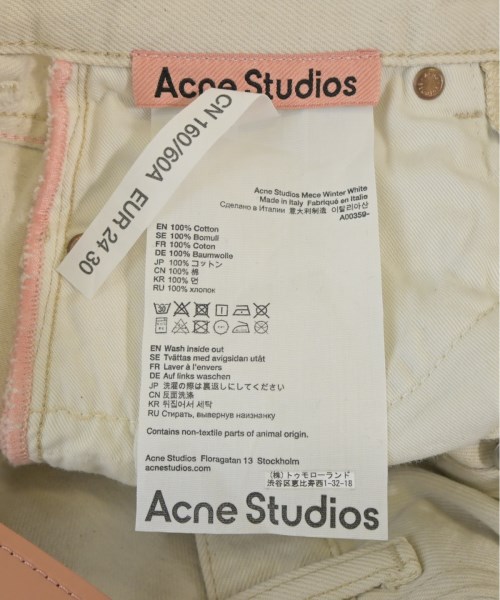 Acne Studios
CN 160/60A EUR 24 30
Acne Studios Mece Winter White
Made in Italy Fabriqué en Italie
Сделано в Италии 意大利制造 이탈리아산
A00359-
EN 100% Cotton
SE 100% Bomull
FR 100% Coton
DE 100% Baumwolle
JP 100% コットン
CN 100% 棉
KR 100% 면
RU 100% хлопок
EN Wash inside out
SE Tvättas med avigsidan utåt
FR Laver à l'envers
DE Auf links waschen
JP 洗濯の際は裏返しにしてください
CN 反面洗涤
KR 뒤집어서 세탁
RU Стирать, вывернув наизнанку
Contains non-textile parts of animal origin.
Acne Studios Floragatan 13 Stockholm
acnestudios.com
(株)トゥモローランド
渋谷区恵比寿西1-32-18
Acne Studios